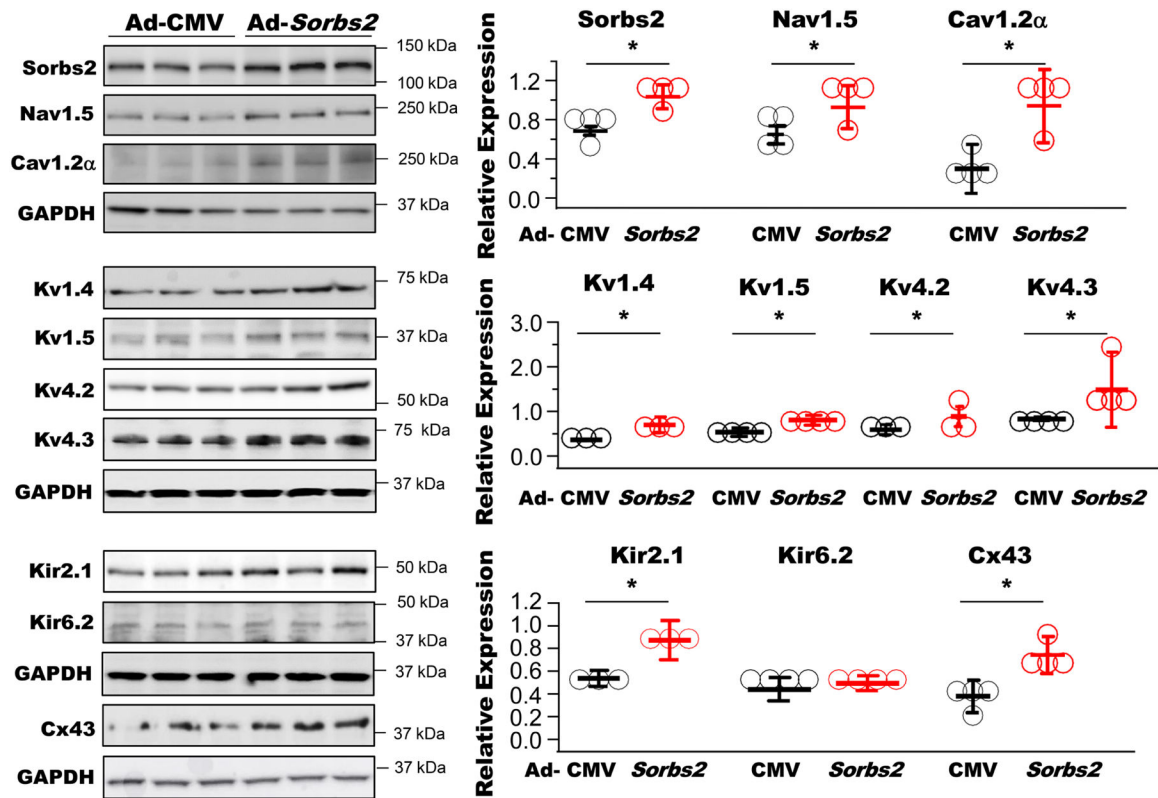 Ad-CMV Ad-Sorbs2
Sorbs2 150 kDa
100 kDa
Nav1.5 250 kDa
Cav1.2α 250 kDa
GAPDH 37 kDa
Sorbs2 Nav1.5 Cav1.2α
* * *
Relative Expression
1.2
0.8
0.4
0.0
Ad- CMV Sorbs2 CMV Sorbs2 CMV Sorbs2
Kv1.4 75 kDa
Kv1.5 37 kDa
Kv4.2 50 kDa
Kv4.3 75 kDa
GAPDH 37 kDa
Kv1.4 Kv1.5 Kv4.2 Kv4.3
* * * *
Relative Expression
3.0
2.0
1.0
0.0
Ad- CMV Sorbs2 CMV Sorbs2 CMV Sorbs2 CMV Sorbs2
Kir2.1 50 kDa
Kir6.2 50 kDa
37 kDa
GAPDH 37 kDa
Cx43 37 kDa
GAPDH 37 kDa
Kir2.1 Kir6.2 Cx43
* *
Relative Expression
1.2
1.0
0.8
0.6
0.4
0.2
0.0
Ad- CMV Sorbs2 CMV Sorbs2 CMV Sorbs2